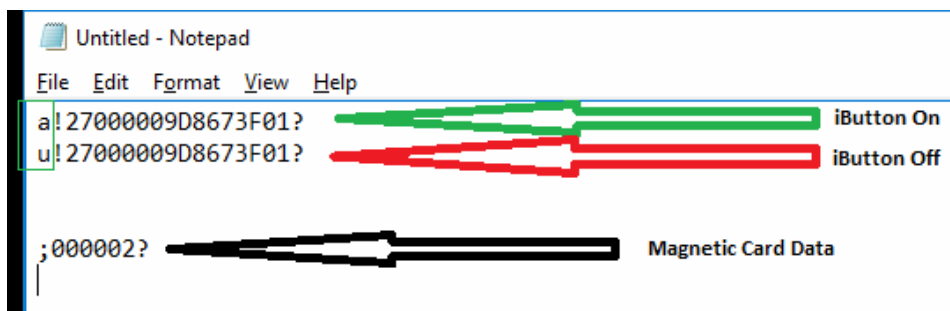 Untitled - Notepad
File Edit Format View Help
a!27000009D8673F01? iButton On
u!27000009D8673F01? iButton Off
;000002? Magnetic Card Data